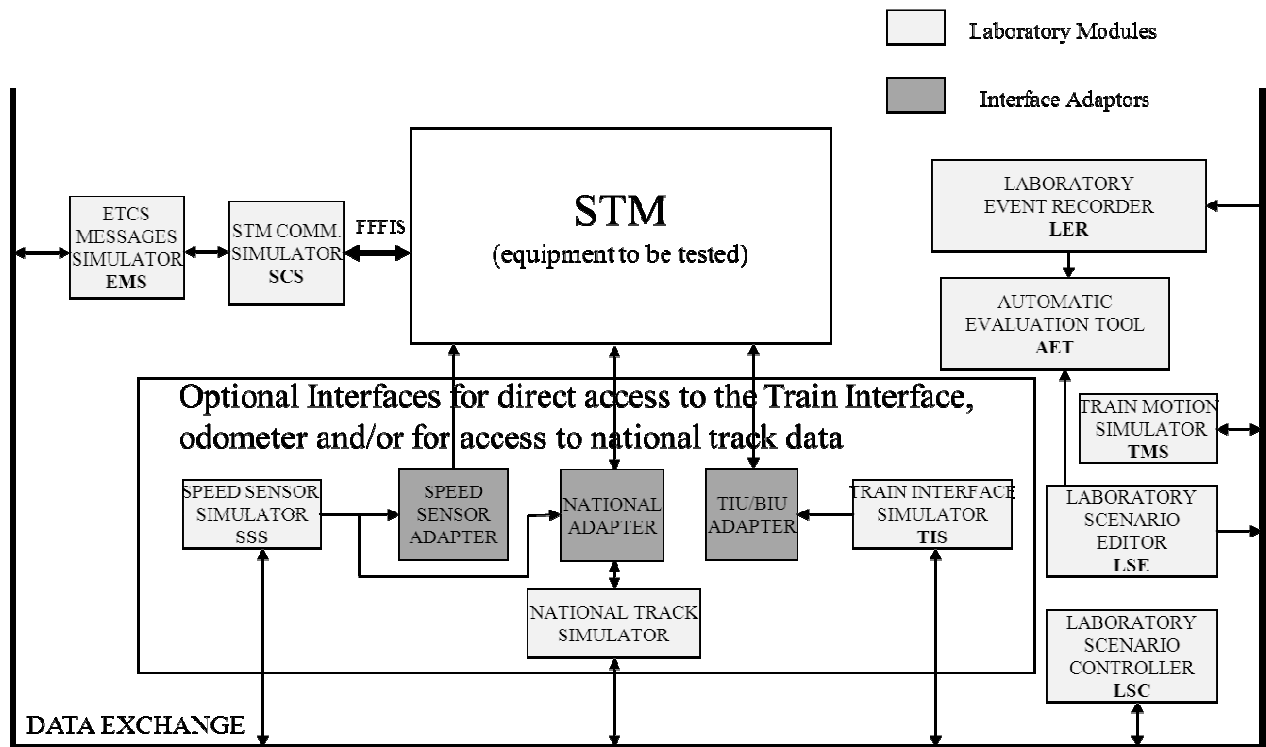 Laboratory Modules
Interface Adaptors
STM
(equipment to be tested)
FFFIS
ETCS
MESSAGES
SIMULATOR
EMS
STM COMM.
SIMULATOR
SCS
LABORATORY
EVENT RECORDER
LER
AUTOMATIC
EVALUATION TOOL
AET
Optional Interfaces for direct access to the Train Interface,
odometer and/or for access to national track data
TRAIN MOTION
SIMULATOR
TMS
SPEED SENSOR
SIMULATOR
SSS
SPEED
SENSOR
ADAPTER
NATIONAL
ADAPTER
TIU/BIU
ADAPTER
TRAIN INTERFACE
SIMULATOR
TIS
LABORATORY
SCENARIO
EDITOR
LSE
NATIONAL TRACK
SIMULATOR
LABORATORY
SCENARIO
CONTROLLER
LSC
DATA EXCHANGE